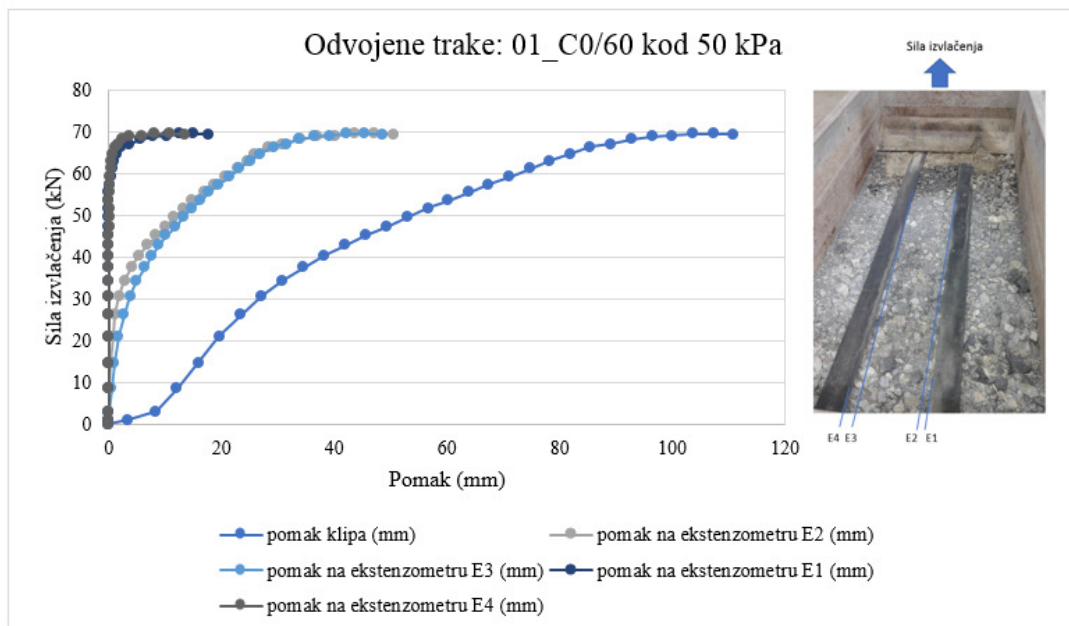 Odvojene trake: 01_C0/60 kod 50 kPa
Sila izvlačenja (kN)
80
70
60
50
40
30
20
10
0
0 20 40 60 80 100 120
Pomak (mm)
pomak klipa (mm)
pomak na ekstenzometru E2 (mm)
pomak na ekstenzometru E3 (mm)
pomak na ekstenzometru E1 (mm)
pomak na ekstenzometru E4 (mm)
Sila izvlačenja
E4 E3 E2 E1